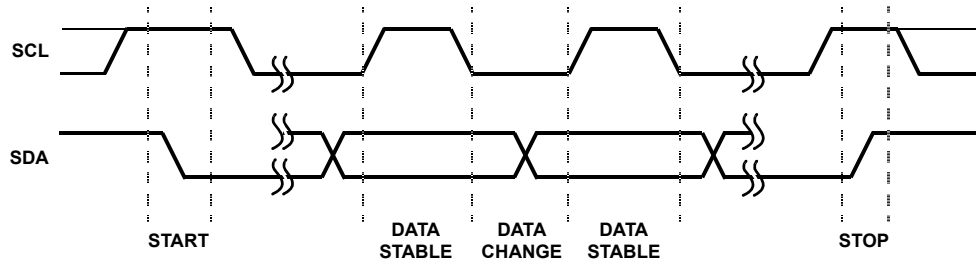 SCL
SDA
START
DATA STABLE
DATA CHANGE
DATA STABLE
STOP